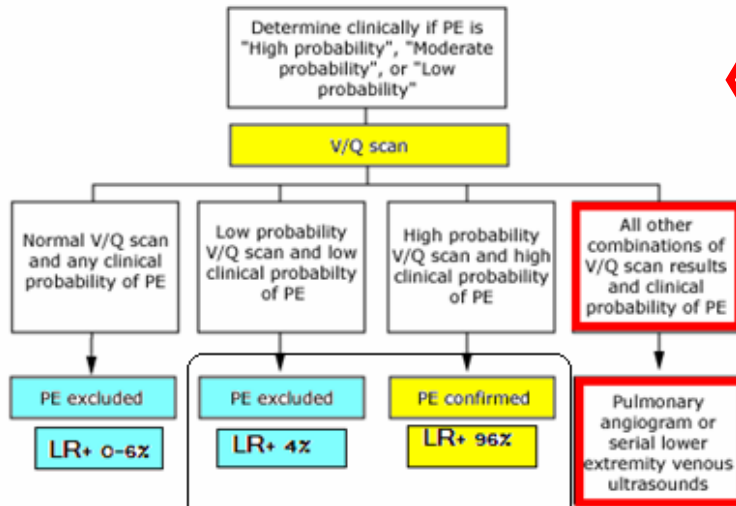 Determine clinically if PE is
"High probability", "Moderate
probability", or "Low
probability"
V/Q scan
Normal V/Q scan
and any clinical
probability of PE
Low probability
V/Q scan and low
clinical probabilty
of PE
High probability
V/Q scan and high
clinical probability
of PE
All other
combinations of
V/Q scan results
and clinical
probability of PE
PE excluded
PE excluded
PE confirmed
Pulmonary
angiogram or
serial lower
extremity venous
ultrasounds
LR+ 0-6%
LR+ 4%
LR+ 96%